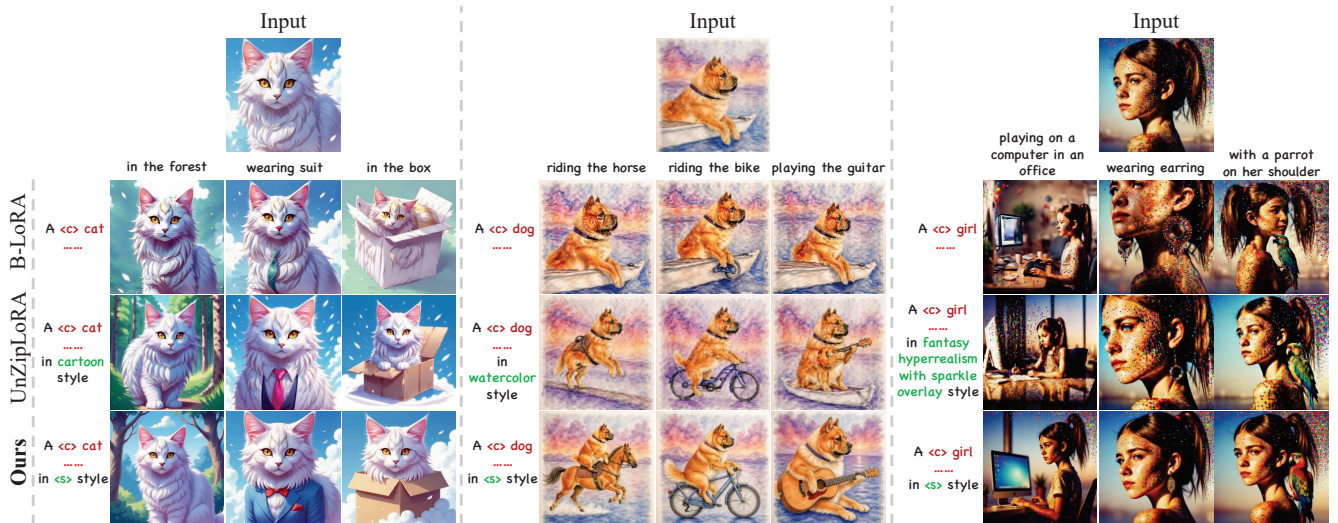 Input
Input
Input
in the forest
wearing suit
in the box
riding the horse
riding the bike
playing the guitar
playing on a
computer in an
office
wearing earring
with a parrot
on her shoulder
B-LoRA
A <c> cat
......
A <c> dog
......
A <c> girl
......
UnZipLoRA
A <c> cat
......
in cartoon
style
A <c> dog
......
in
watercolor
style
A <c> girl
......
in fantasy
hyperrealism
with sparkle
overlay style
Ours
A <c> cat
......
in <s> style
A <c> dog
......
in <s> style
A <c> girl
......
in <s> style